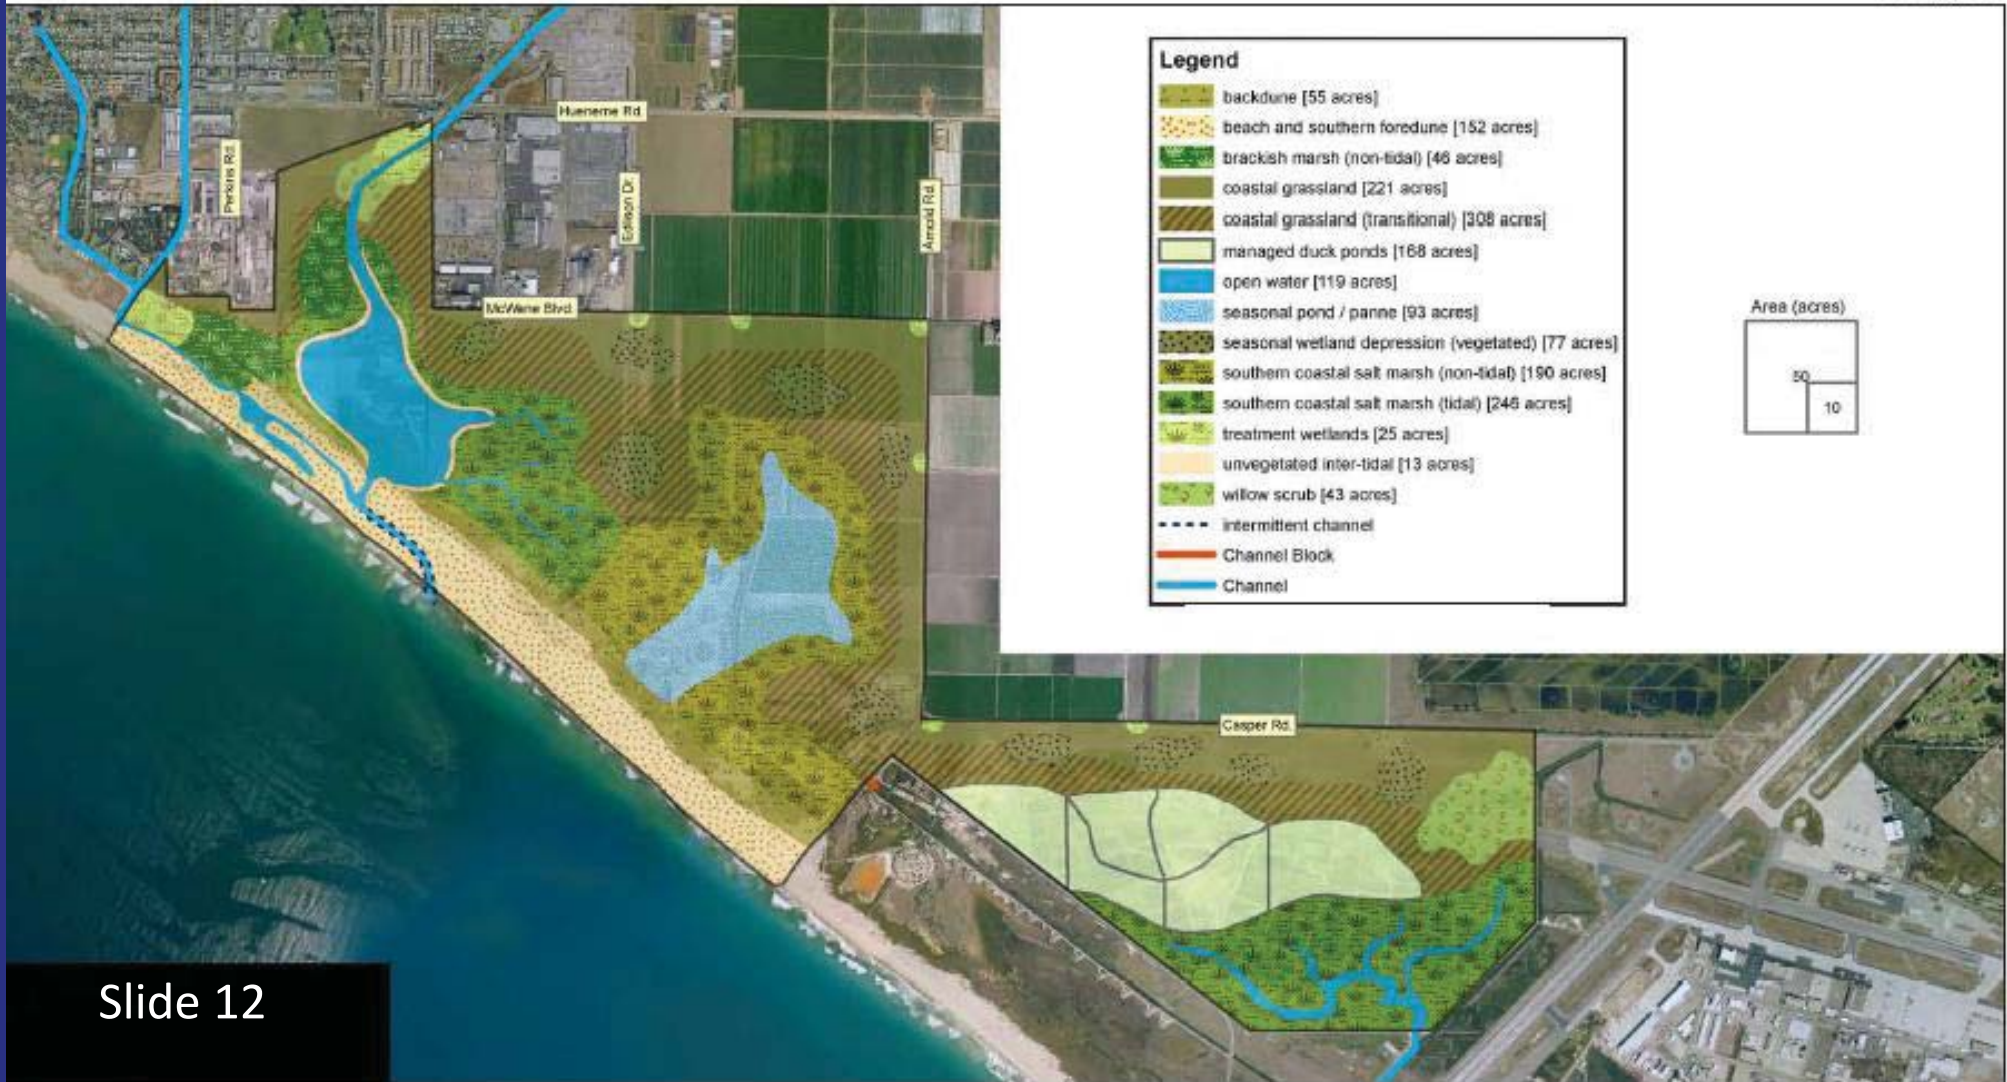 Hueneme Rd.
Perkins Rd.
Edison Dr.
Arnold Rd.
McWane Blvd.
Casper Rd.
Legend
backdune [55 acres]
beach and southern foredune [152 acres]
brackish marsh (non-tidal) [46 acres]
coastal grassland [221 acres]
coastal grassland (transitional) [308 acres]
managed duck ponds [168 acres]
open water [119 acres]
seasonal pond / panne [93 acres]
seasonal wetland depression (vegetated) [77 acres]
southern coastal salt marsh (non-tidal) [190 acres]
southern coastal salt marsh (tidal) [246 acres]
treatment wetlands [25 acres]
unvegetated inter-tidal [13 acres]
willow scrub [43 acres]
intermittent channel
Channel Block
Channel
Area (acres)
50
10
Slide 12